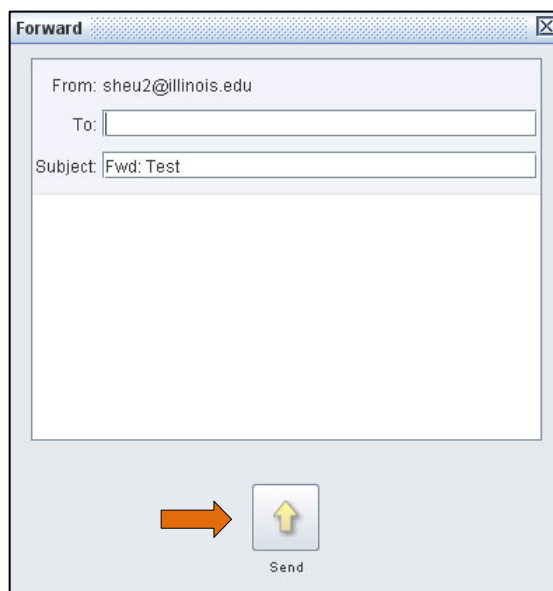 Forward
From: sheu2@illinois.edu
To:
Subject: Fwd: Test
Send